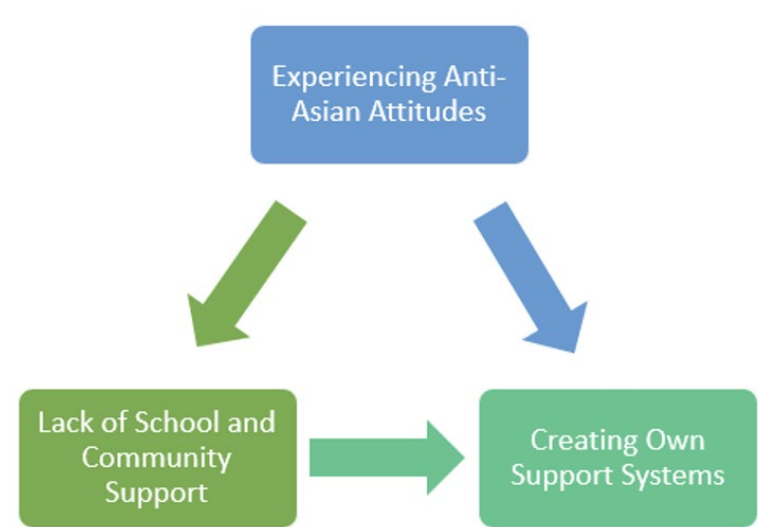 Experiencing Anti-
Asian Attitudes
Lack of School and
Community
Support
Creating Own
Support Systems